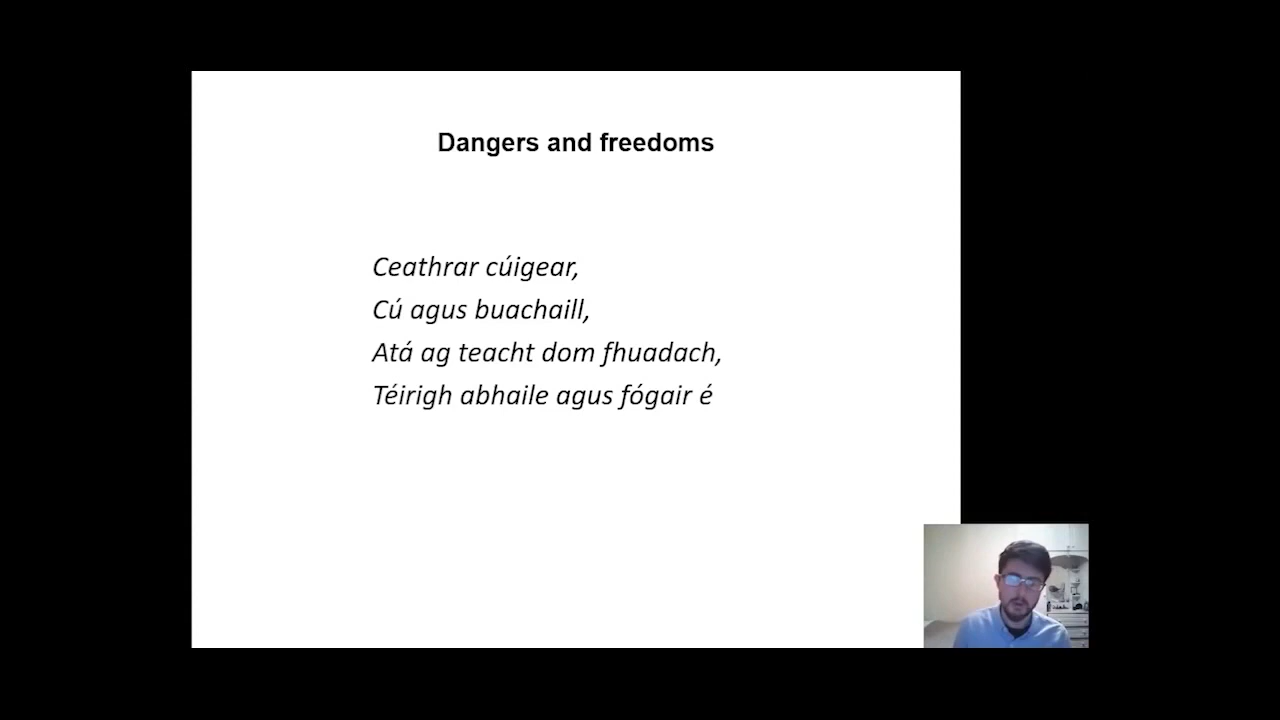 Dangers and freedoms
Ceathrar cúigear,
Cú agus buachaill,
Atá ag teacht dom fhuadach,
Téirigh abhaile agus fógair é